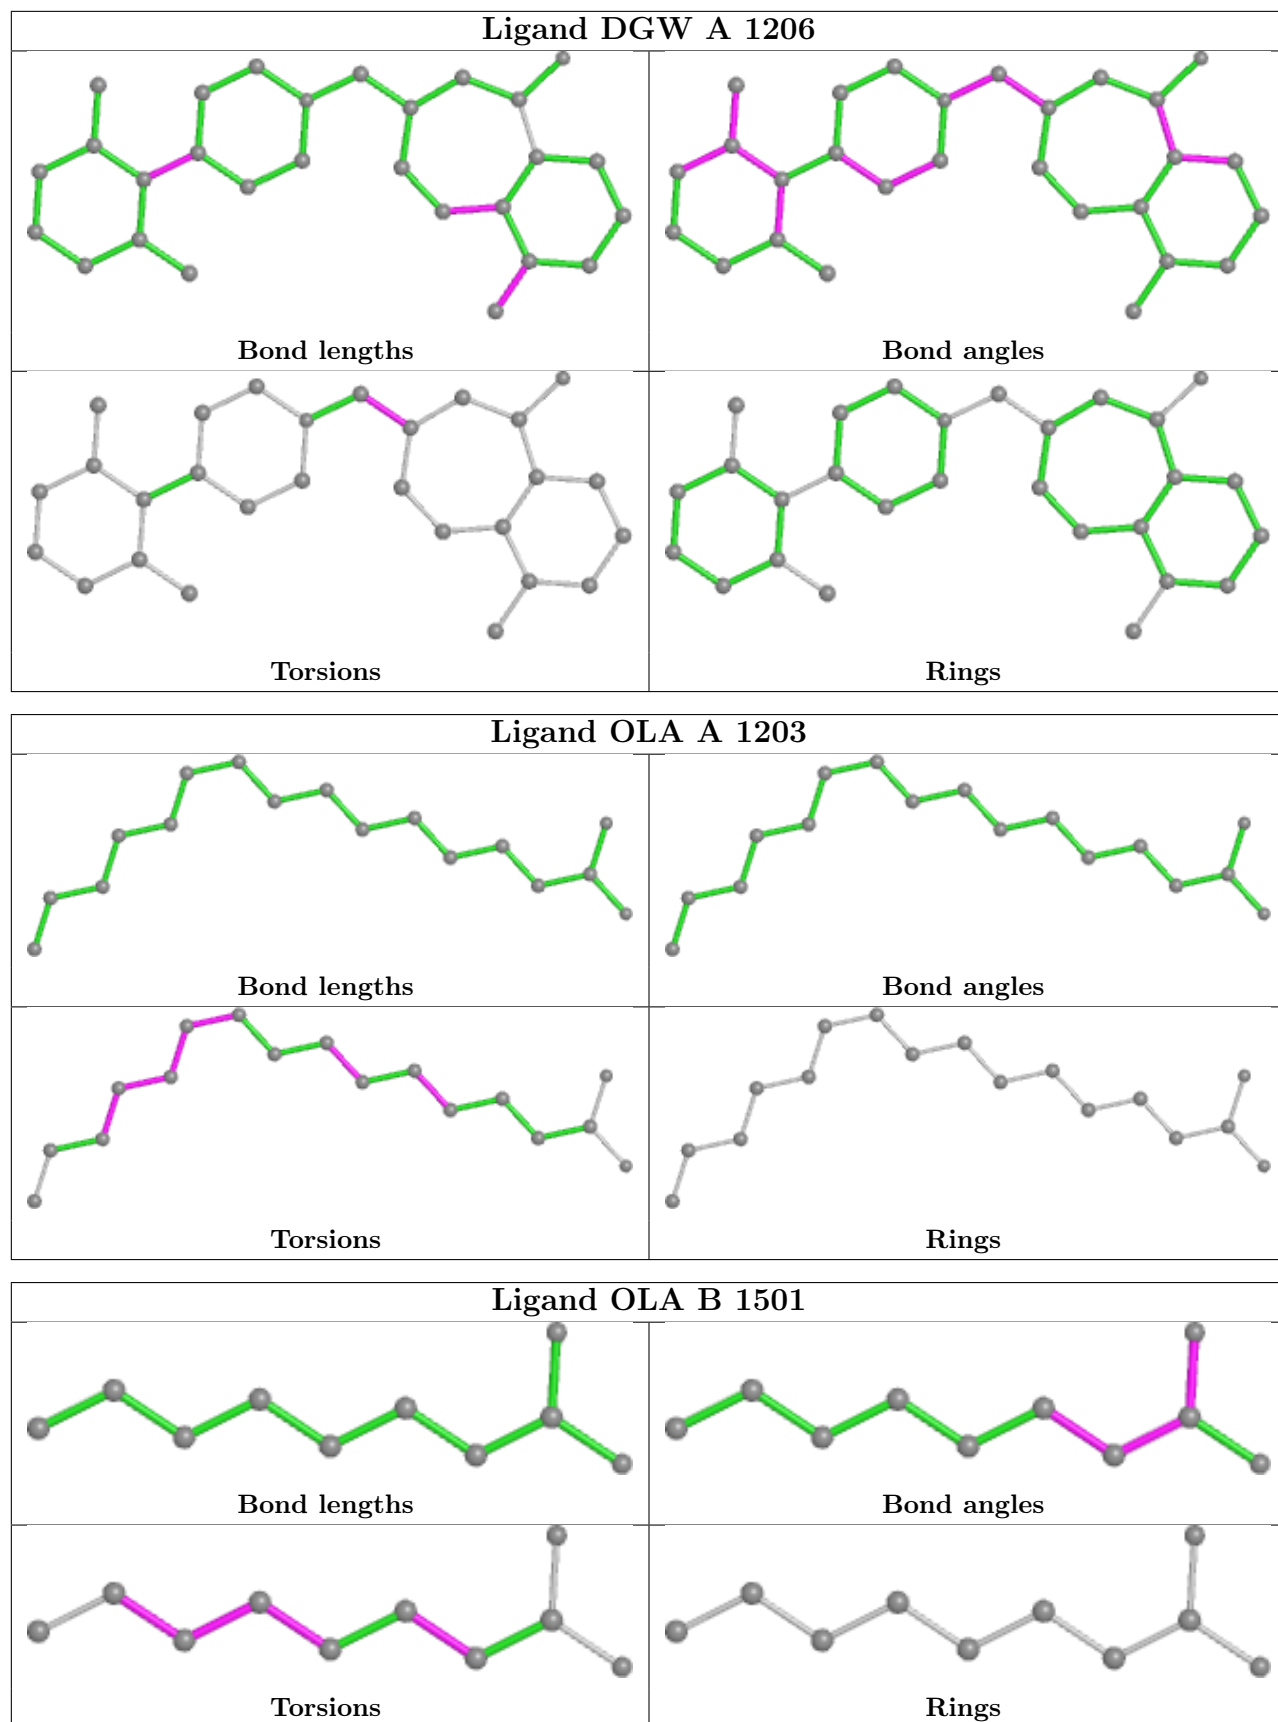 Ligand DGW A 1206
Bond lengths
Bond angles
Torsions
Rings
Ligand OLA A 1203
Bond lengths
Bond angles
Torsions
Rings
Ligand OLA B 1501
Bond lengths
Bond angles
Torsions
Rings